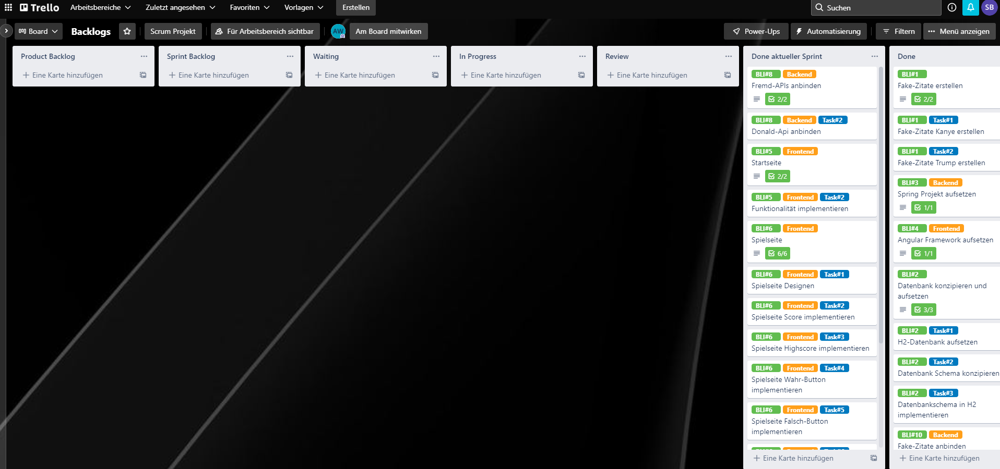 Trello Arbeitsbereiche Zuletzt angesehen Favoriten Vorlagen Erstellen Suchen SB
Board Backlogs Scrum Projekt Für Arbeitsbereich sichtbar AW Am Board mitwirken Power-Ups Automatisierung Filtern Menü anzeigen
Product Backlog
Eine Karte hinzufügen
Sprint Backlog
Eine Karte hinzufügen
Waiting
Eine Karte hinzufügen
In Progress
Eine Karte hinzufügen
Review
Eine Karte hinzufügen
Done aktueller Sprint
BLI#8 Backend
Fremd-APIs anbinden
2/2
BLI#8 Backend Task#2
Donald-Api anbinden
BLI#5 Frontend
Startseite
2/2
BLI#5 Frontend Task#2
Funktionalität implementieren
BLI#6 Frontend
Spielseite
6/6
BLI#6 Frontend Task#1
Spielseite Designen
BLI#6 Frontend Task#2
Spielseite Score implementieren
BLI#6 Frontend Task#3
Spielseite Highscore implementieren
BLI#6 Frontend Task#4
Spielseite Wahr-Button
implementieren
BLI#6 Frontend Task#5
Spielseite Falsch-Button
implementieren
Eine Karte hinzufügen
Done
BLI#1
Fake-Zitate erstellen
2/2
BLI#1 Task#1
Fake-Zitate Kanye erstellen
BLI#1 Task#2
Fake-Zitate Trump erstellen
BLI#3 Backend
Spring Projekt aufsetzen
1/1
BLI#4 Frontend
Angular Framework aufsetzen
1/1
BLI#2
Datenbank konzipieren und
aufsetzen
3/3
BLI#2 Task#1
H2-Datenbank aufsetzen
BLI#2 Task#2
Datenbank Schema konzipieren
BLI#2 Task#3
Datenbankschema in H2
implementieren
BLI#10 Backend
Fake-Zitate anbinden
Eine Karte hinzufügen